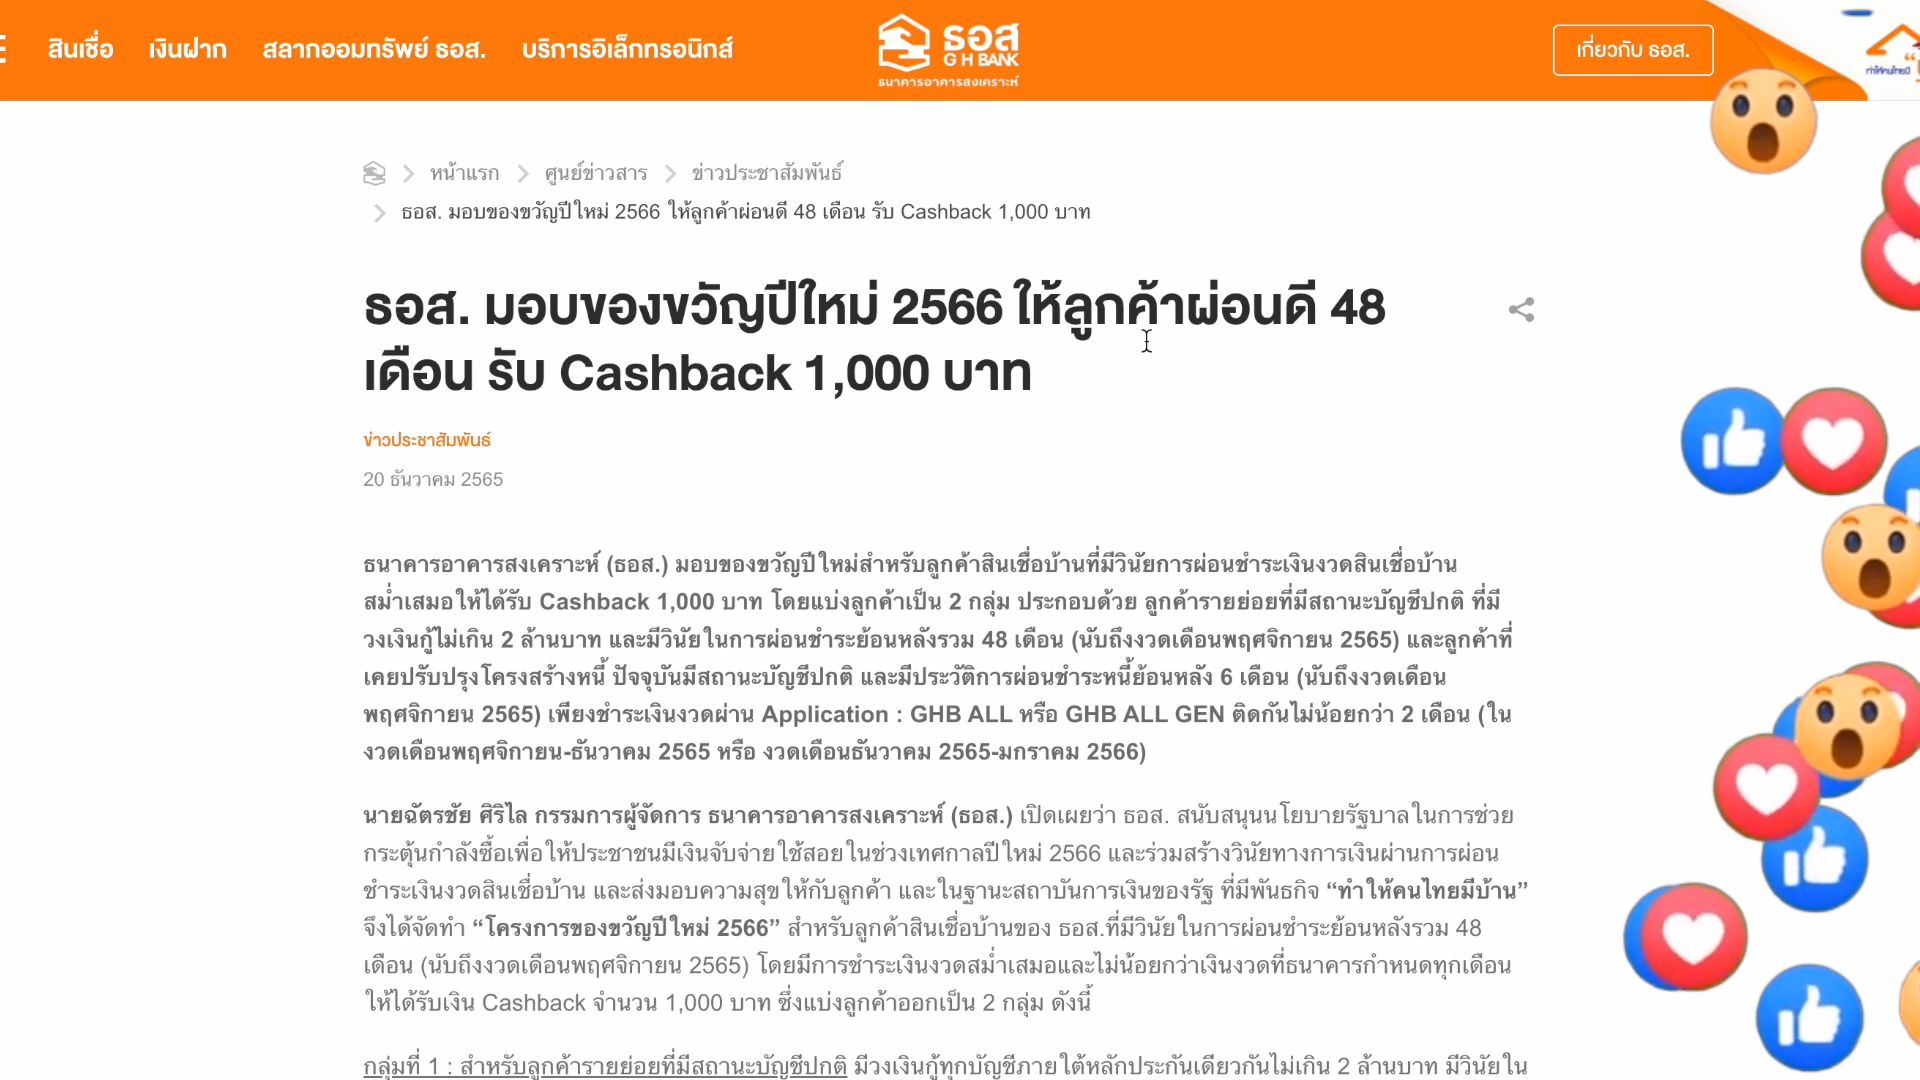 สินเชื่อ เงินฝาก สลากออมทรัพย์ ธอส. บริการอิเล็กทรอนิกส์
ธอส
G H BANK
ธนาคารอาคารสงเคราะห์
เกี่ยวกับ ธอส.
หน้าแรก ศูนย์ข่าวสาร ข่าวประชาสัมพันธ์
ธอส. มอบของขวัญปีใหม่ 2566 ให้ลูกค้าผ่อนดี 48 เดือน รับ Cashback 1,000 บาท
ธอส. มอบของขวัญปีใหม่ 2566 ให้ลูกค้าผ่อนดี 48
เดือน รับ Cashback 1,000 บาท
ข่าวประชาสัมพันธ์
20 ธันวาคม 2565
ธนาคารอาคารสงเคราะห์ (ธอส.) มอบของขวัญปีใหม่สำหรับลูกค้าสินเชื่อบ้านที่มีวินัยการผ่อนชำระเงินงวดสินเชื่อบ้าน
สม่ำเสมอให้ได้รับ Cashback 1,000 บาท โดยแบ่งลูกค้าเป็น 2 กลุ่ม ประกอบด้วย ลูกค้ารายย่อยที่มีสถานะบัญชีปกติ ที่มี
วงเงินกู้ไม่เกิน 2 ล้านบาท และมีวินัยในการผ่อนชำระย้อนหลังรวม 48 เดือน (นับถึงงวดเดือนพฤศจิกายน 2565) และลูกค้าที่
เคยปรับปรุงโครงสร้างหนี้ ปัจจุบันมีสถานะบัญชีปกติ และมีประวัติการผ่อนชำระหนี้ย้อนหลัง 6 เดือน (นับถึงงวดเดือน
พฤศจิกายน 2565) เพียงชำระเงินงวดผ่าน Application : GHB ALL หรือ GHB ALL GEN ติดกันไม่น้อยกว่า 2 เดือน (ใน
งวดเดือนพฤศจิกายน-ธันวาคม 2565 หรือ งวดเดือนธันวาคม 2565-มกราคม 2566)
นายฉัตรชัย ศิริไล กรรมการผู้จัดการ ธนาคารอาคารสงเคราะห์ (ธอส.) เปิดเผยว่า ธอส. สนับสนุนนโยบายรัฐบาลในการช่วย
กระตุ้นกำลังซื้อเพื่อให้ประชาชนมีเงินจับจ่ายใช้สอยในช่วงเทศกาลปีใหม่ 2566 และร่วมสร้างวินัยทางการเงินผ่านการผ่อน
ชำระเงินงวดสินเชื่อบ้าน และส่งมอบความสุขให้กับลูกค้า และในฐานะสถาบันการเงินของรัฐ ที่มีพันธกิจ “ทำให้คนไทยมีบ้าน”
จึงได้จัดทำ “โครงการของขวัญปีใหม่ 2566” สำหรับลูกค้าสินเชื่อบ้านของ ธอส.ที่มีวินัยในการผ่อนชำระย้อนหลังรวม 48
เดือน (นับถึงงวดเดือนพฤศจิกายน 2565) โดยมีการชำระเงินงวดสม่ำเสมอและไม่น้อยกว่าเงินงวดที่ธนาคารกำหนดทุกเดือน
ให้ได้รับเงิน Cashback จำนวน 1,000 บาท ซึ่งแบ่งลูกค้าออกเป็น 2 กลุ่ม ดังนี้
กลุ่มที่ 1 : สำหรับลูกค้ารายย่อยที่มีสถานะบัญชีปกติ มีวงเงินกู้ทุกบัญชีภายใต้หลักประกันเดียวกันไม่เกิน 2 ล้านบาท มีวินัยใน